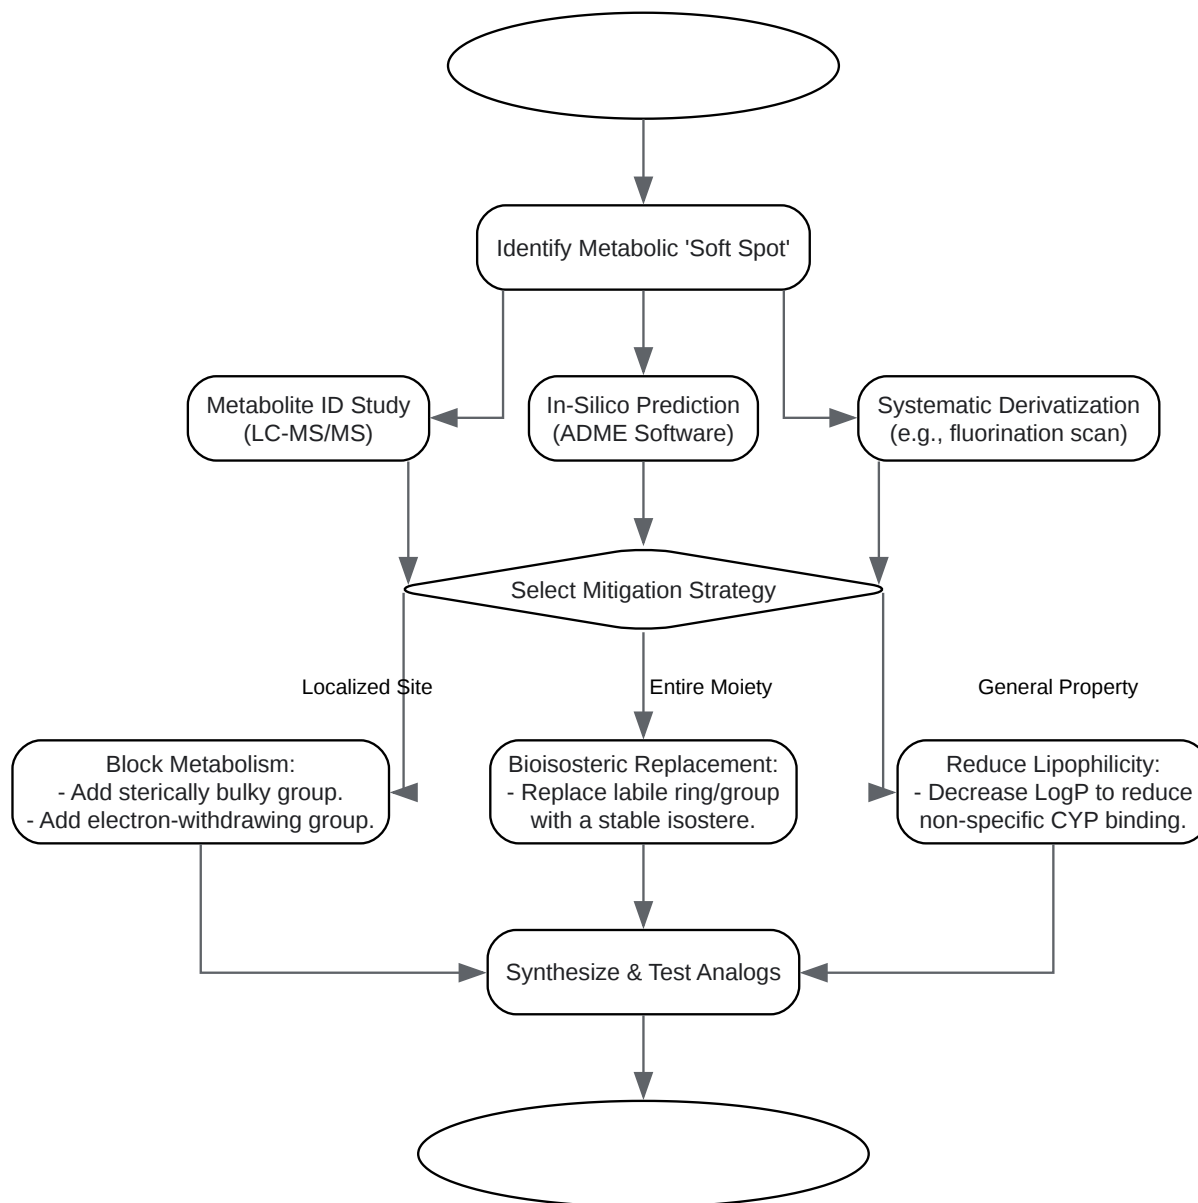 Identify Metabolic 'Soft Spot'
Metabolite ID Study
(LC-MS/MS)
In-Silico Prediction
(ADME Software)
Systematic Derivatization
(e.g., fluorination scan)
Select Mitigation Strategy
Localized Site
Entire Moiety
General Property
Block Metabolism:
- Add sterically bulky group.
- Add electron-withdrawing group.
Bioisosteric Replacement:
- Replace labile ring/group
with a stable isostere.
Reduce Lipophilicity:
- Decrease LogP to reduce
non-specific CYP binding.
Synthesize & Test Analogs